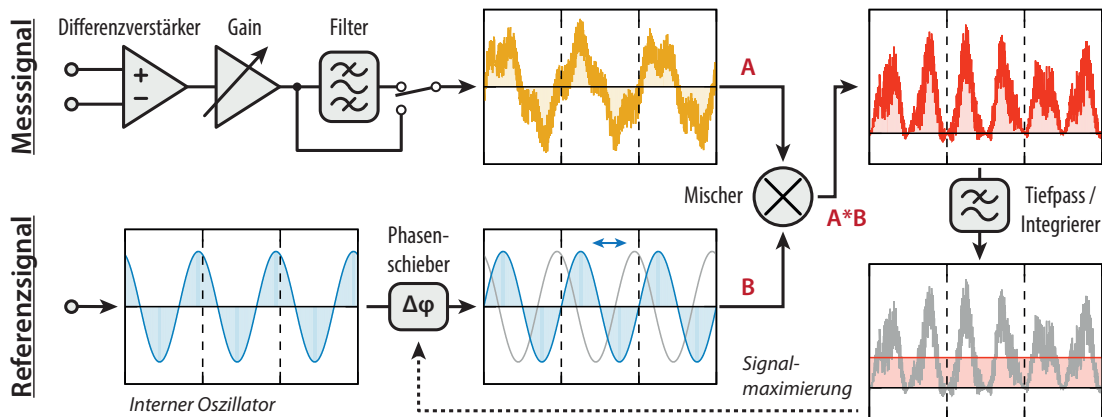 Messsignal
Differenzverstärker
Gain
Filter
+
−
A
Mischer
A*B
Tiefpass /
Integrierer
Referenzsignal
Phasen-
schieber
Δφ
B
Interner Oszillator
Signal-
maximierung